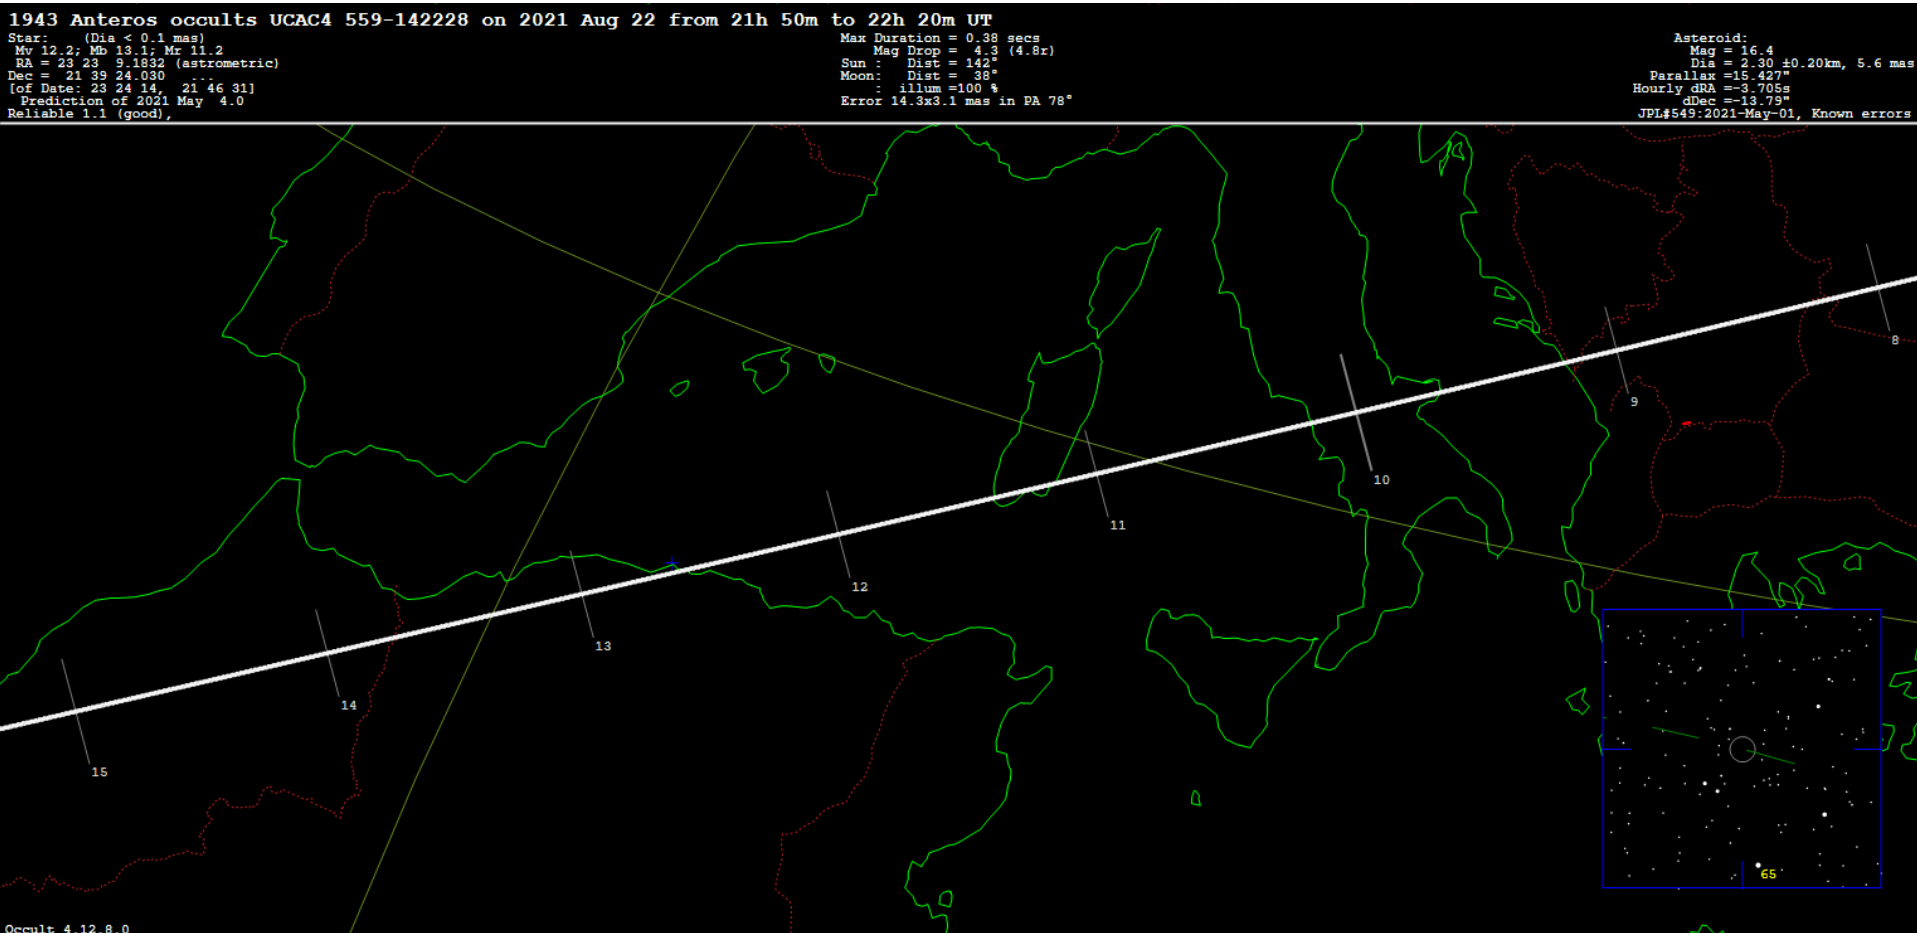 1943 Anteros occults UCAC4 559-142228 on 2021 Aug 22 from 21h 50m to 22h 20m UT
Star: (Dia < 0.1 mas)
Mv 12.2; Mb 13.1; Mr 11.2
RA = 23 23 9.1832 (astrometric)
Dec = 21 39 24.030 ...
[of Date: 23 24 14, 21 46 31]
Prediction of 2021 May 4.0
Reliable 1.1 (good),
Max Duration = 0.38 secs
Mag Drop = 4.3 (4.8r)
Sun : Dist = 142°
Moon: Dist = 38°
: illum =100 %
Error 14.3x3.1 mas in PA 78°
Asteroid:
Mag = 16.4
Dia = 2.30 ±0.20km, 5.6 mas
Parallax =15.427"
Hourly dRA =-3.705s
dDec =-13.79"
JPL#549:2021-May-01, Known errors
8
9
10
11
12
13
14
15
65
Occult 4.12.8.0